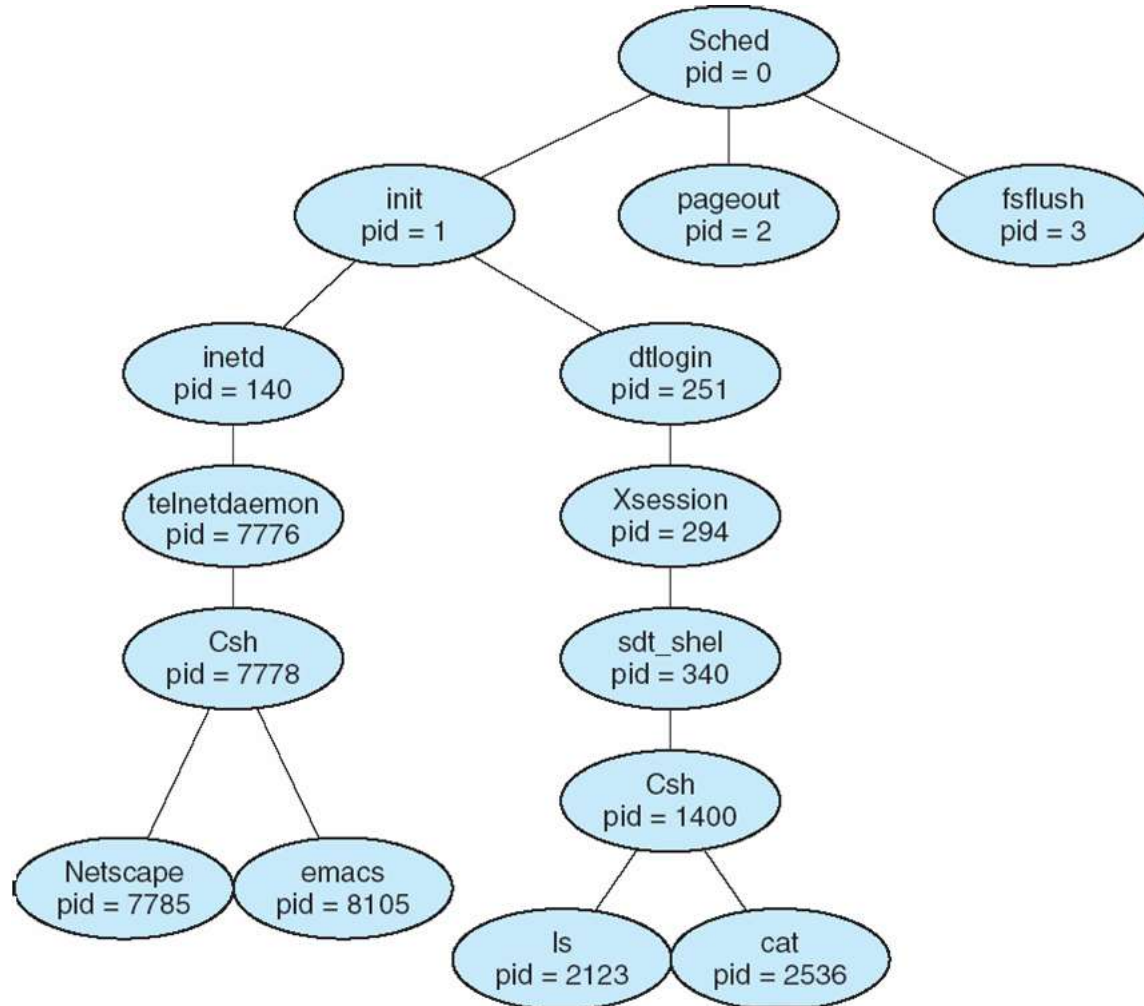 Sched
pid = 0
init
pid = 1
pageout
pid = 2
fsflush
pid = 3
inetd
pid = 140
dtlogin
pid = 251
telnetdaemon
pid = 7776
Xsession
pid = 294
Csh
pid = 7778
sdt_shel
pid = 340
Csh
pid = 1400
Netscape
pid = 7785
emacs
pid = 8105
ls
pid = 2123
cat
pid = 2536